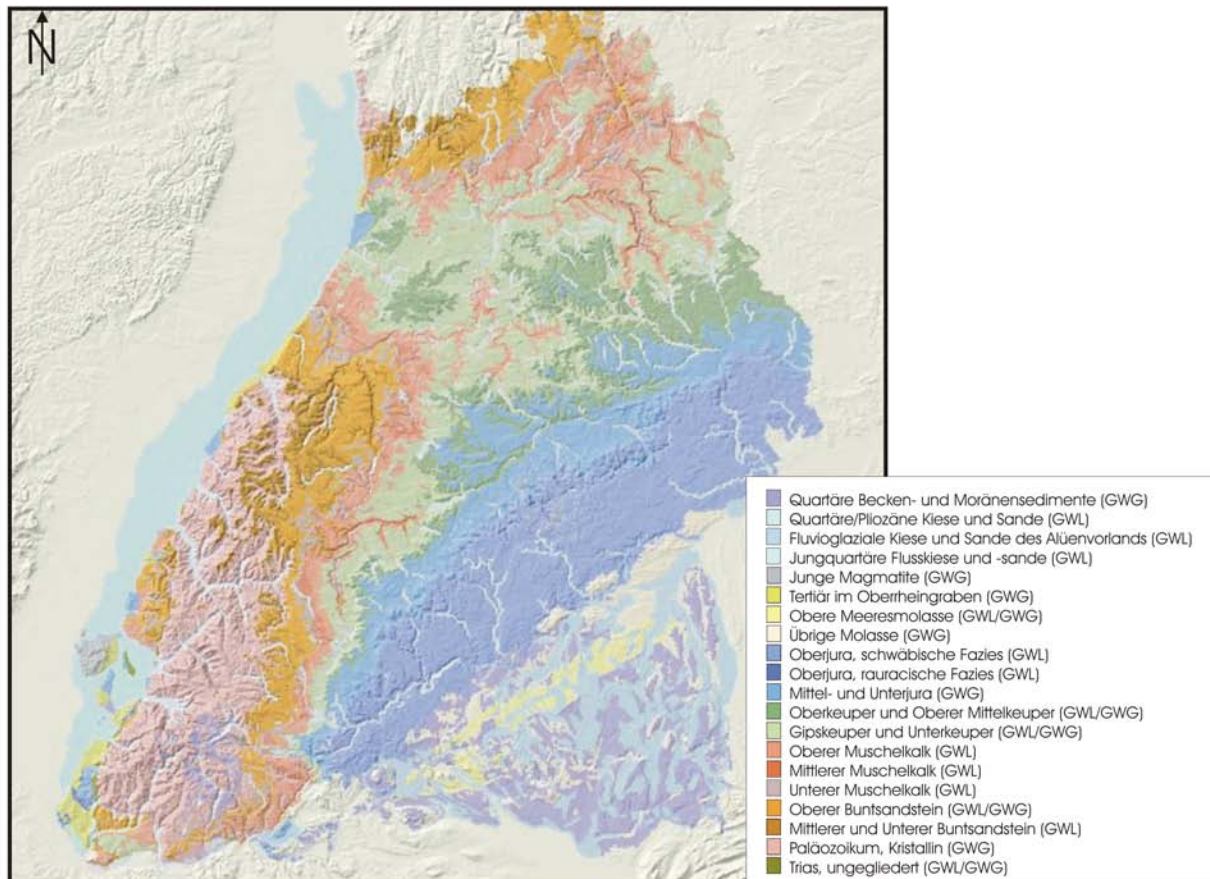 N
Quartäre Becken- und Moränensedimente (GWG)
Quartäre/Pliozäne Kiese und Sande (GWL)
Fluvioglaziale Kiese und Sande des Alüenvorlands (GWL)
Jungquartäre Flusskiese und -sande (GWL)
Junge Magmatite (GWG)
Tertiär im Oberrheingraben (GWG)
Obere Meeresmolasse (GWL/GWG)
Übrige Molasse (GWG)
Oberjura, schwäbische Fazies (GWL)
Oberjura, rauracische Fazies (GWL)
Mittel- und Unterjura (GWG)
Oberkeuper und Oberer Mittelkeuper (GWL/GWG)
Gipskeuper und Unterkeuper (GWL/GWG)
Oberer Muschelkalk (GWL)
Mittlerer Muschelkalk (GWL)
Unterer Muschelkalk (GWL)
Oberer Buntsandstein (GWL/GWG)
Mittlerer und Unterer Buntsandstein (GWL)
Paläozoikum, Kristallin (GWG)
Trias, ungegliedert (GWL/GWG)